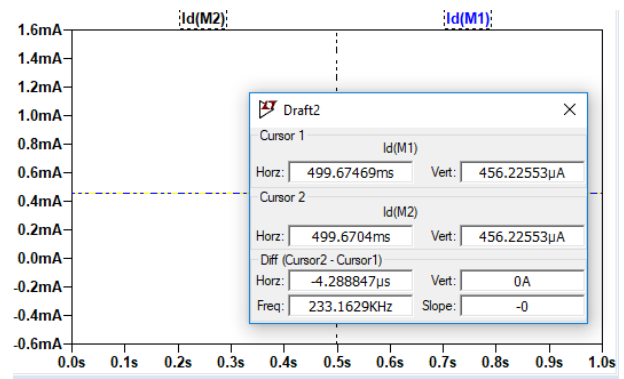 Id(M2) Id(M1)
1.6mA
1.4mA
1.2mA
1.0mA
0.8mA
0.6mA
0.4mA
0.2mA
0.0mA
-0.2mA
-0.4mA
-0.6mA
0.0s 0.1s 0.2s 0.3s 0.4s 0.5s 0.6s 0.7s 0.8s 0.9s 1.0s
Draft2
Cursor 1
Id(M1)
Horz: 499.67469ms Vert: 456.22553µA
Cursor 2
Id(M2)
Horz: 499.6704ms Vert: 456.22553µA
Diff (Cursor2 - Cursor1)
Horz: -4.288847µs Vert: 0A
Freq: 233.1629KHz Slope: -0